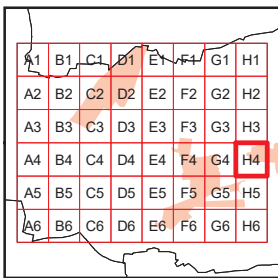 A1 B1 C1 D1 E1 F1 G1 H1
A2 B2 C2 D2 E2 F2 G2 H2
A3 B3 C3 D3 E3 F3 G3 H3
A4 B4 C4 D4 E4 F4 G4 H4
A5 B5 C5 D5 E5 F5 G5 H5
A6 B6 C6 D6 E6 F6 G6 H6